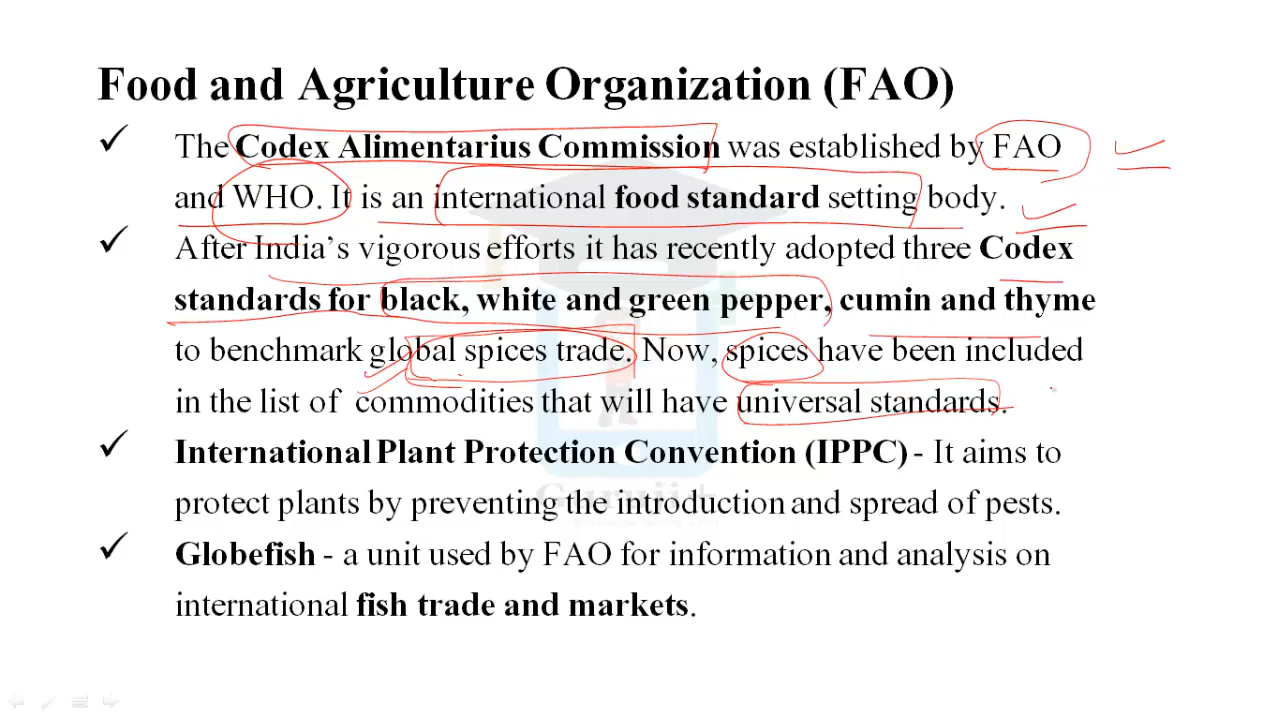 Food and Agriculture Organization (FAO)
✓ The Codex Alimentarius Commission was established by FAO
and WHO. It is an international food standard setting body.
✓ After India's vigorous efforts it has recently adopted three Codex
standards for black, white and green pepper, cumin and thyme
to benchmark global spices trade. Now, spices have been included
in the list of commodities that will have universal standards.
✓ International Plant Protection Convention (IPPC) - It aims to
protect plants by preventing the introduction and spread of pests.
✓ Globefish - a unit used by FAO for information and analysis on
international fish trade and markets.